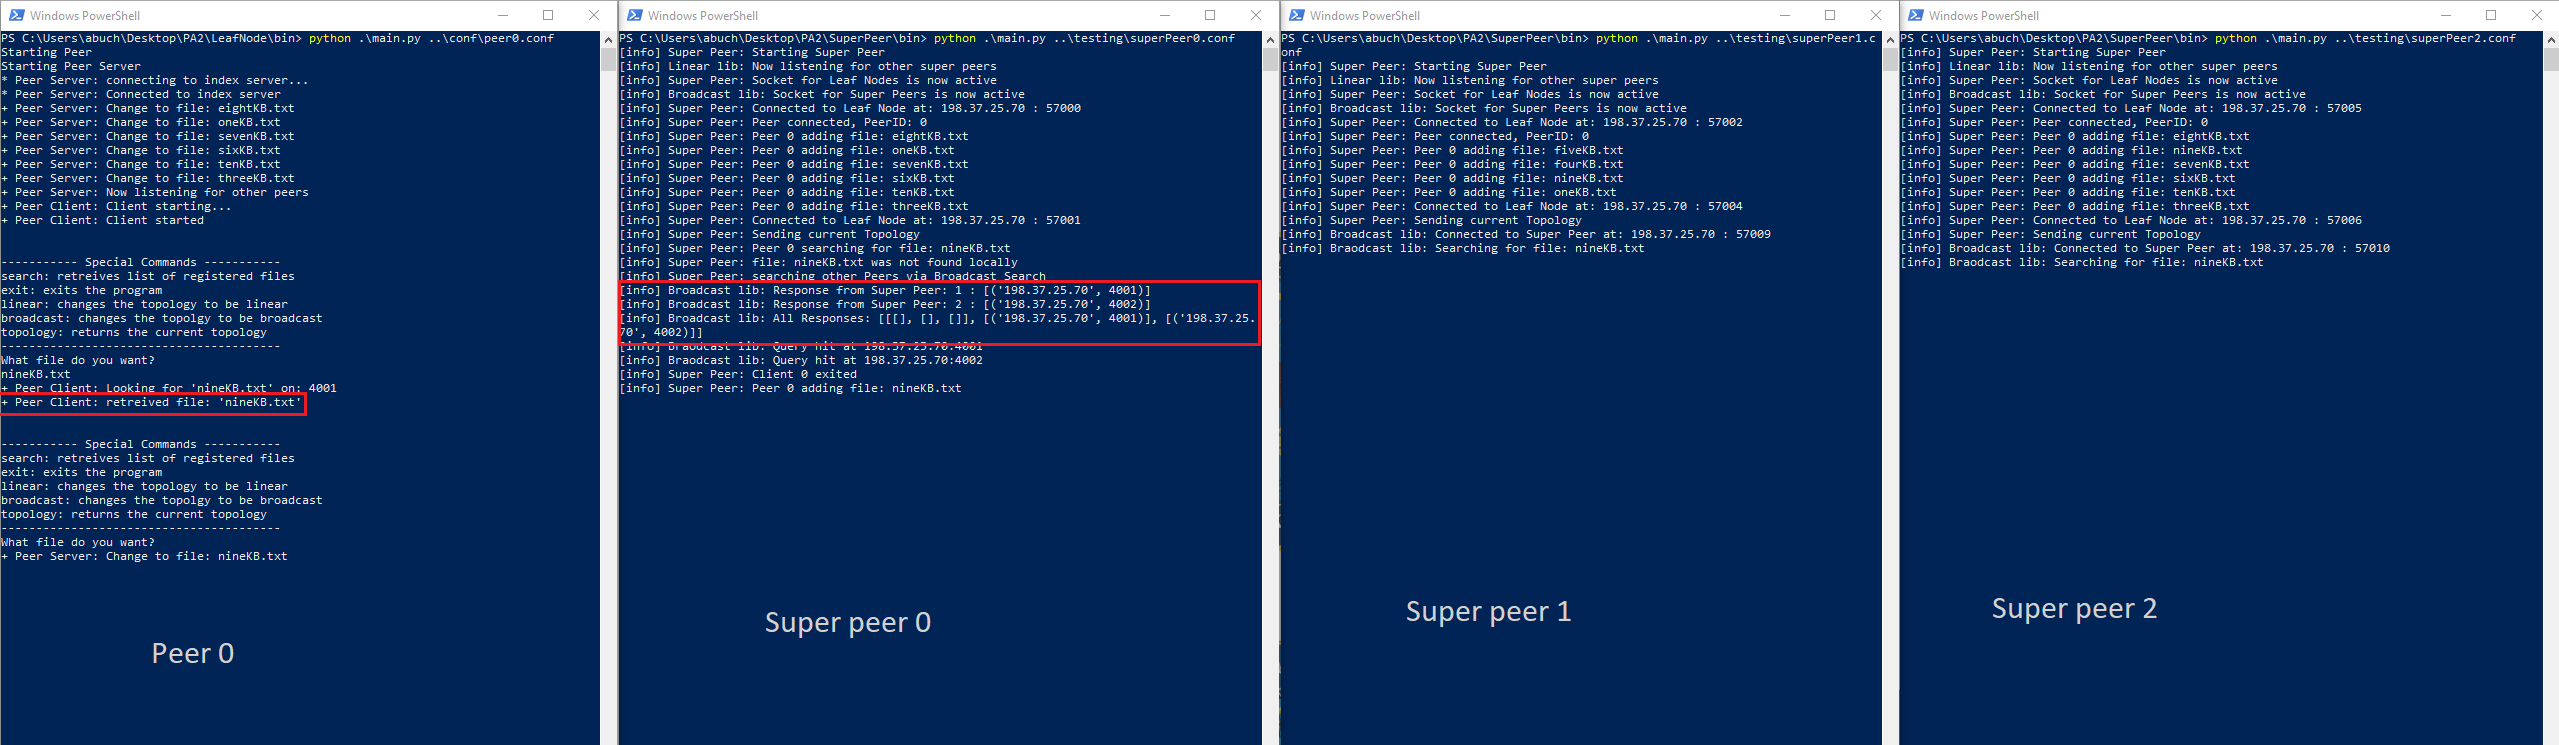 Windows PowerShell
PS C:\Users\abuch\Desktop\PA2\LeafNode\bin> python .\main.py ..\conf\peer0.conf
Starting Peer
Starting Peer Server
* Peer Server: connecting to index server...
* Peer Server: Connected to index server
+ Peer Server: Change to file: eightKB.txt
+ Peer Server: Change to file: oneKB.txt
+ Peer Server: Change to file: sevenKB.txt
+ Peer Server: Change to file: sixKB.txt
+ Peer Server: Change to file: tenKB.txt
+ Peer Server: Change to file: threeKB.txt
+ Peer Server: Now listening for other peers
+ Peer Client: Client starting...
+ Peer Client: Client started
----------- Special Commands -----------
search: retreives list of registered files
exit: exits the program
linear: changes the topology to be linear
broadcast: changes the topolgy to be broadcast
topology: returns the current topology
----------------------------------------
What file do you want?
nineKB.txt
+ Peer Client: Looking for 'nineKB.txt' on: 4001
+ Peer Client: retreived file: 'nineKB.txt'
----------- Special Commands -----------
search: retreives list of registered files
exit: exits the program
linear: changes the topology to be linear
broadcast: changes the topolgy to be broadcast
topology: returns the current topology
----------------------------------------
What file do you want?
+ Peer Server: Change to file: nineKB.txt
Peer 0
Windows PowerShell
PS C:\Users\abuch\Desktop\PA2\SuperPeer\bin> python .\main.py ..\testing\superPeer0.conf
[info] Super Peer: Starting Super Peer
[info] Linear lib: Now listening for other super peers
[info] Super Peer: Socket for Leaf Nodes is now active
[info] Broadcast lib: Socket for Super Peers is now active
[info] Super Peer: Connected to Leaf Node at: 198.37.25.70 : 57000
[info] Super Peer: Peer connected, PeerID: 0
[info] Super Peer: Peer 0 adding file: eightKB.txt
[info] Super Peer: Peer 0 adding file: oneKB.txt
[info] Super Peer: Peer 0 adding file: sevenKB.txt
[info] Super Peer: Peer 0 adding file: sixKB.txt
[info] Super Peer: Peer 0 adding file: tenKB.txt
[info] Super Peer: Peer 0 adding file: threeKB.txt
[info] Super Peer: Connected to Leaf Node at: 198.37.25.70 : 57001
[info] Super Peer: Sending current Topology
[info] Super Peer: Peer 0 searching for file: nineKB.txt
[info] Super Peer: file: nineKB.txt was not found locally
[info] Super Peer: searching other Peers via Broadcast Search
[info] Broadcast lib: Response from Super Peer: 1 : [('198.37.25.70', 4001)]
[info] Broadcast lib: Response from Super Peer: 2 : [('198.37.25.70', 4002)]
[info] Broadcast lib: All Responses: [[[], [], []], [('198.37.25.70', 4001)], [('198.37.25.
70', 4002)]]
[info] Braodcast lib: Query hit at 198.37.25.70:4001
[info] Braodcast lib: Query hit at 198.37.25.70:4002
[info] Super Peer: Client 0 exited
[info] Super Peer: Peer 0 adding file: nineKB.txt
Super peer 0
Windows PowerShell
PS C:\Users\abuch\Desktop\PA2\SuperPeer\bin> python .\main.py ..\testing\superPeer1.c
onf
[info] Super Peer: Starting Super Peer
[info] Linear lib: Now listening for other super peers
[info] Super Peer: Socket for Leaf Nodes is now active
[info] Broadcast lib: Socket for Super Peers is now active
[info] Super Peer: Connected to Leaf Node at: 198.37.25.70 : 57002
[info] Super Peer: Peer connected, PeerID: 0
[info] Super Peer: Peer 0 adding file: fiveKB.txt
[info] Super Peer: Peer 0 adding file: fourKB.txt
[info] Super Peer: Peer 0 adding file: nineKB.txt
[info] Super Peer: Peer 0 adding file: oneKB.txt
[info] Super Peer: Connected to Leaf Node at: 198.37.25.70 : 57004
[info] Super Peer: Sending current Topology
[info] Broadcast lib: Connected to Super Peer at: 198.37.25.70 : 57009
[info] Braodcast lib: Searching for file: nineKB.txt
Super peer 1
Windows PowerShell
PS C:\Users\abuch\Desktop\PA2\SuperPeer\bin> python .\main.py ..\testing\superPeer2.conf
[info] Super Peer: Starting Super Peer
[info] Linear lib: Now listening for other super peers
[info] Super Peer: Socket for Leaf Nodes is now active
[info] Broadcast lib: Socket for Super Peers is now active
[info] Super Peer: Connected to Leaf Node at: 198.37.25.70 : 57005
[info] Super Peer: Peer connected, PeerID: 0
[info] Super Peer: Peer 0 adding file: eightKB.txt
[info] Super Peer: Peer 0 adding file: nineKB.txt
[info] Super Peer: Peer 0 adding file: sevenKB.txt
[info] Super Peer: Peer 0 adding file: sixKB.txt
[info] Super Peer: Peer 0 adding file: tenKB.txt
[info] Super Peer: Peer 0 adding file: threeKB.txt
[info] Super Peer: Connected to Leaf Node at: 198.37.25.70 : 57006
[info] Super Peer: Sending current Topology
[info] Broadcast lib: Connected to Super Peer at: 198.37.25.70 : 57010
[info] Braodcast lib: Searching for file: nineKB.txt
Super peer 2